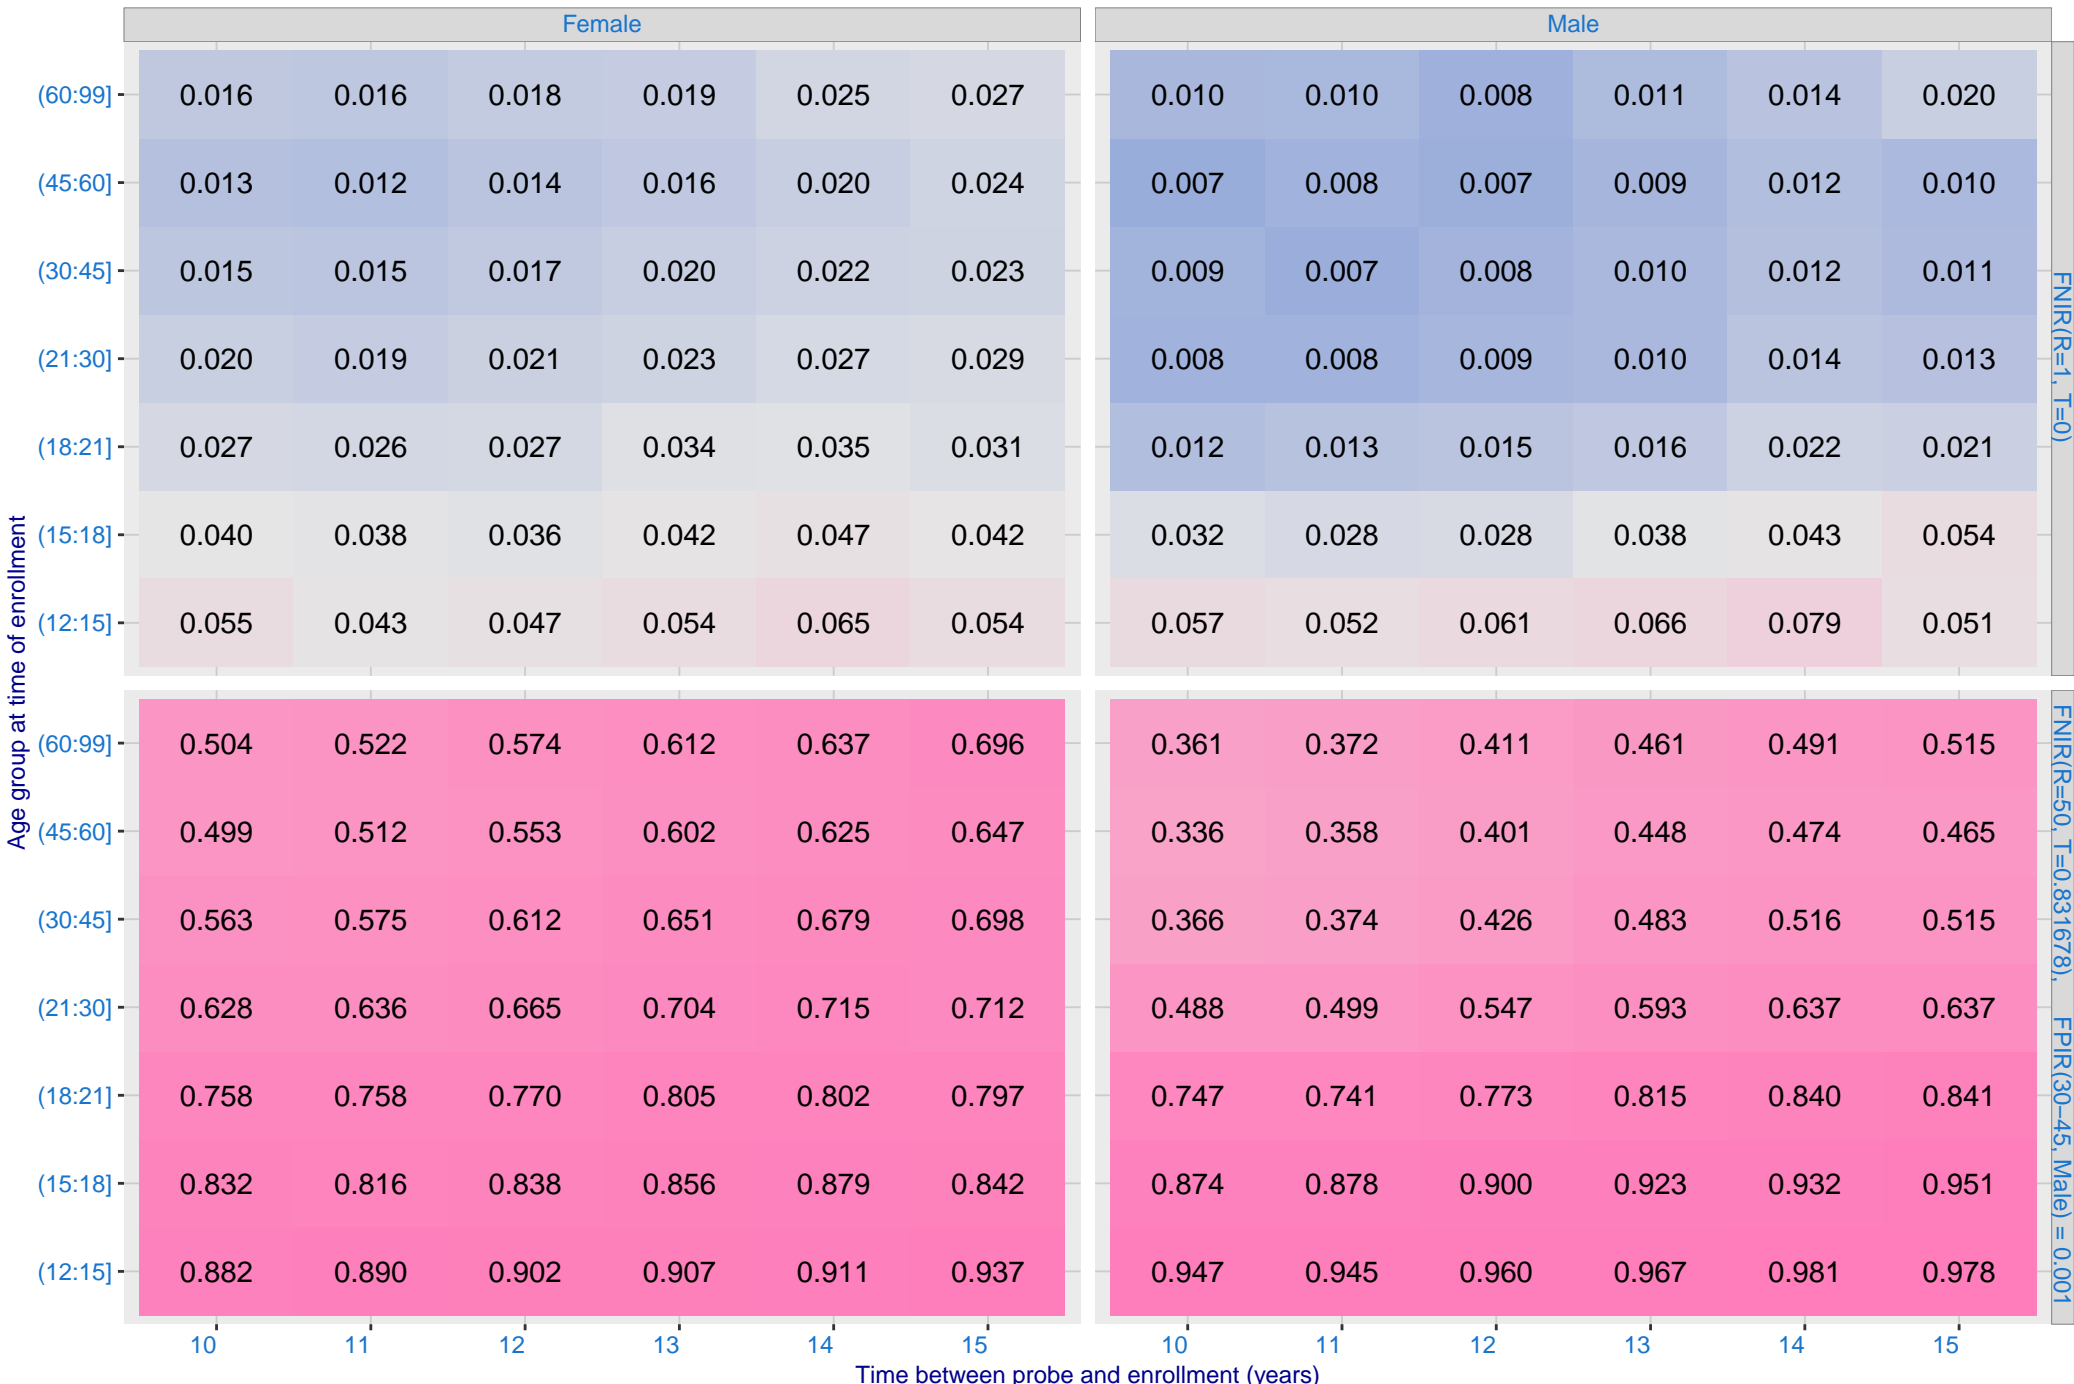 Female Male
(60:99] 0.016 0.016 0.018 0.019 0.025 0.027 0.010 0.010 0.008 0.011 0.014 0.020
(45:60] 0.013 0.012 0.014 0.016 0.020 0.024 0.007 0.008 0.007 0.009 0.012 0.010
(30:45] 0.015 0.015 0.017 0.020 0.022 0.023 0.009 0.007 0.008 0.010 0.012 0.011
(21:30] 0.020 0.019 0.021 0.023 0.027 0.029 0.008 0.008 0.009 0.010 0.014 0.013
(18:21] 0.027 0.026 0.027 0.034 0.035 0.031 0.012 0.013 0.015 0.016 0.022 0.021
(15:18] 0.040 0.038 0.036 0.042 0.047 0.042 0.032 0.028 0.028 0.038 0.043 0.054
(12:15] 0.055 0.043 0.047 0.054 0.065 0.054 0.057 0.052 0.061 0.066 0.079 0.051
FNIR(R=1, T=0)
Age group at time of enrollment
(60:99] 0.504 0.522 0.574 0.612 0.637 0.696 0.361 0.372 0.411 0.461 0.491 0.515
(45:60] 0.499 0.512 0.553 0.602 0.625 0.647 0.336 0.358 0.401 0.448 0.474 0.465
(30:45] 0.563 0.575 0.612 0.651 0.679 0.698 0.366 0.374 0.426 0.483 0.516 0.515
(21:30] 0.628 0.636 0.665 0.704 0.715 0.712 0.488 0.499 0.547 0.593 0.637 0.637
(18:21] 0.758 0.758 0.770 0.805 0.802 0.797 0.747 0.741 0.773 0.815 0.840 0.841
(15:18] 0.832 0.816 0.838 0.856 0.879 0.842 0.874 0.878 0.900 0.923 0.932 0.951
(12:15] 0.882 0.890 0.902 0.907 0.911 0.937 0.947 0.945 0.960 0.967 0.981 0.978
FNIR(R=50, T=0.831678), FPIR(30−45, Male) = 0.001
10 11 12 13 14 15 10 11 12 13 14 15
Time between probe and enrollment (years)